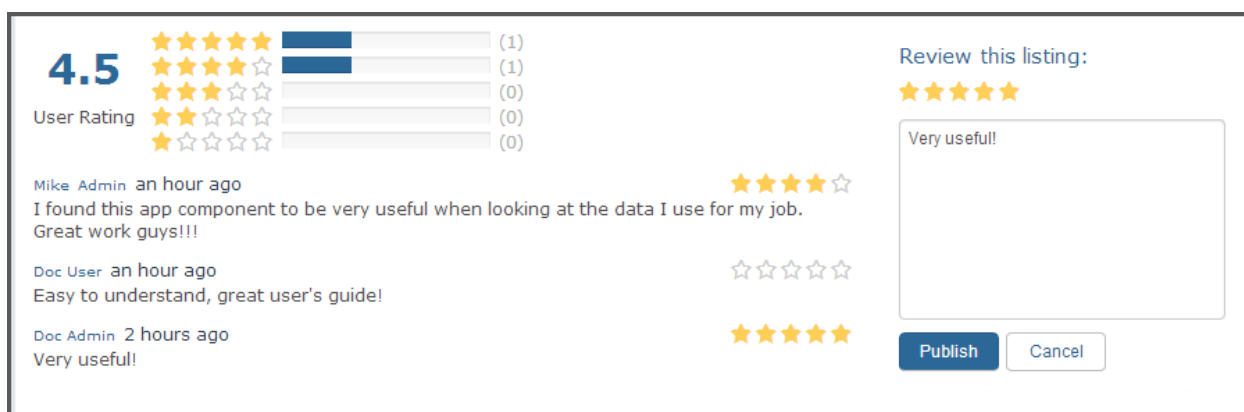 4.5
User Rating
(1)
(1)
(0)
(0)
(0)
Mike Admin an hour ago
I found this app component to be very useful when looking at the data I use for my job.
Great work guys!!!
Doc User an hour ago
Easy to understand, great user's guide!
Doc Admin 2 hours ago
Very useful!
Review this listing:
Very useful!
Publish
Cancel